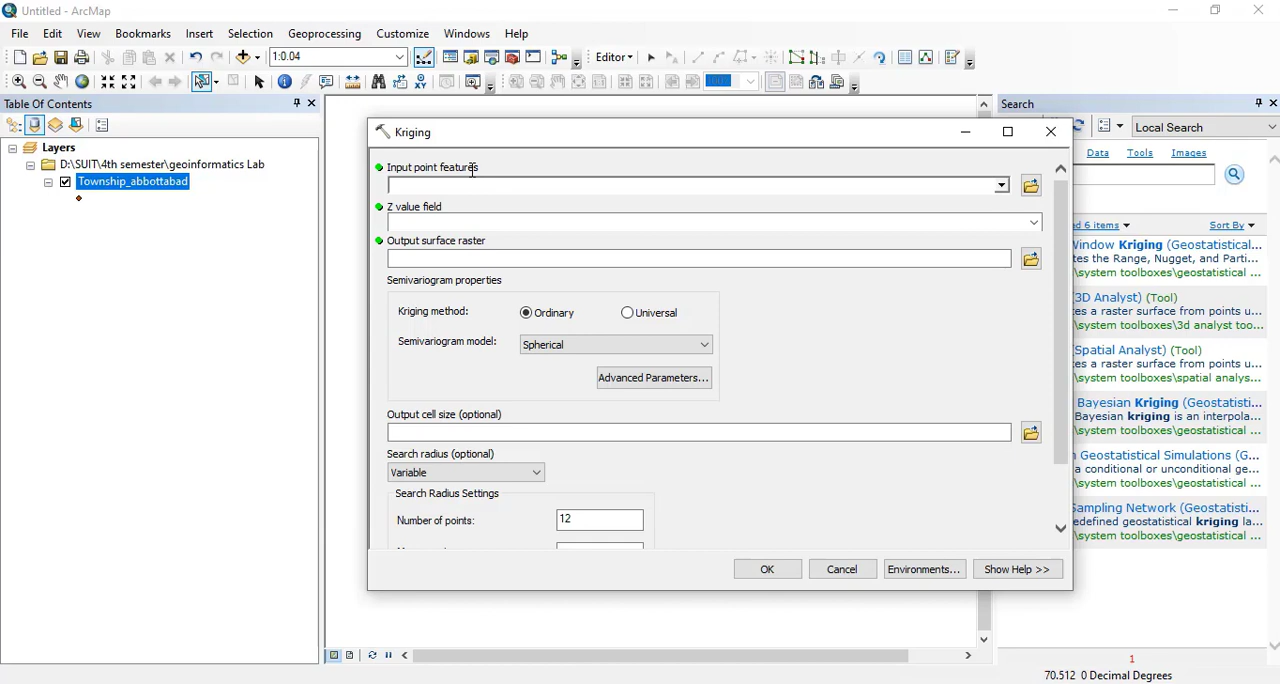 Untitled - ArcMap
File Edit View Bookmarks Insert Selection Geoprocessing Customize Windows Help
1:0.04
Editor
Table Of Contents
Layers
D:\SUIT\4th semester\geoinformatics Lab
Township_abbottabad
Kriging
Input point features
Z value field
Output surface raster
Semivariogram properties
Kriging method: Ordinary Universal
Semivariogram model: Spherical
Advanced Parameters...
Output cell size (optional)
Search radius (optional)
Variable
Search Radius Settings
Number of points: 12
OK Cancel Environments... Show Help >>
Search
Local Search
Data Tools Images
ed 6 items Sort By
Window Kriging (Geostatistical...
tes the Range, Nugget, and Parti...
\system toolboxes\geostatistical ...
(3D Analyst) (Tool)
es a raster surface from points u...
\system toolboxes\3d analyst too...
(Spatial Analyst) (Tool)
es a raster surface from points u...
\system toolboxes\spatial analys...
Bayesian Kriging (Geostatisti...
Bayesian kriging is an interpola...
\system toolboxes\geostatistical ...
Geostatistical Simulations (G...
a conditional or unconditional ge...
\system toolboxes\geostatistical ...
Sampling Network (Geostatisti...
edefined geostatistical kriging la...
\system toolboxes\geostatistical ...
1
70.512 0 Decimal Degrees